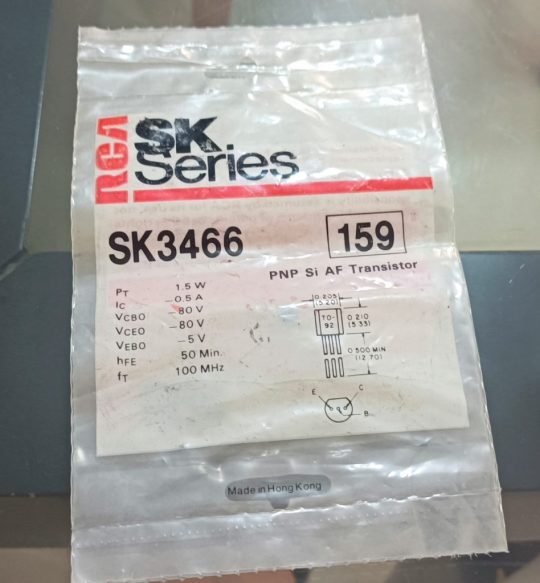 RCA
SK
Series
SK3466
159
PNP Si AF Transistor
PT 1.5 W
IC -0.5 A
VCBO -80 V
VCEO -80 V
VEBO -5 V
hFE 50 Min.
fT 100 MHz
0.205
(5.20)
TO-
92
0.210
(5.33)
0.500 MIN
(12.70)
E
C
B
Made in Hong Kong